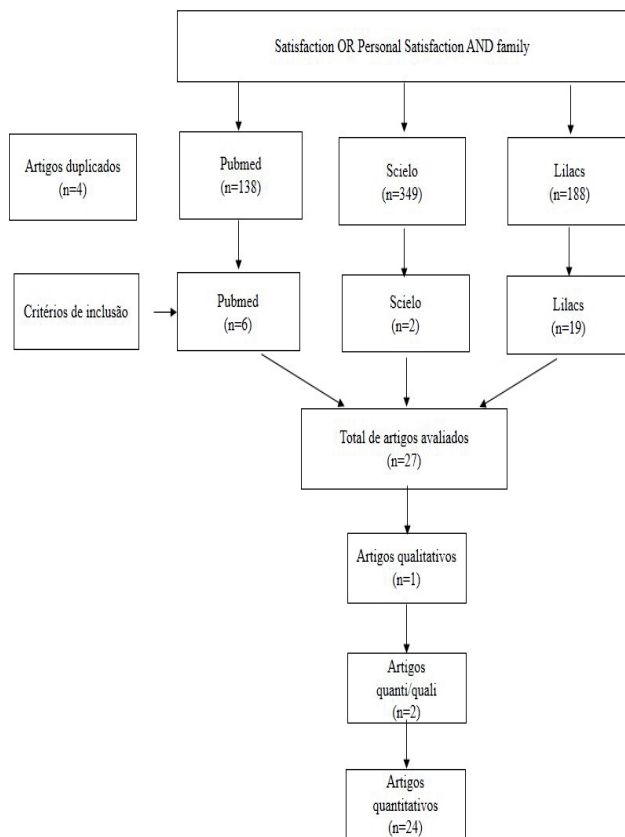 Satisfaction OR Personal Satisfaction AND family
Artigos duplicados
(n=4)
Pubmed
(n=138)
Scielo
(n=349)
Lilacs
(n=188)
Critérios de inclusão
Pubmed
(n=6)
Scielo
(n=2)
Lilacs
(n=19)
Total de artigos avaliados
(n=27)
Artigos qualitativos
(n=1)
Artigos
quanti/quali
(n=2)
Artigos
quantitativos
(n=24)